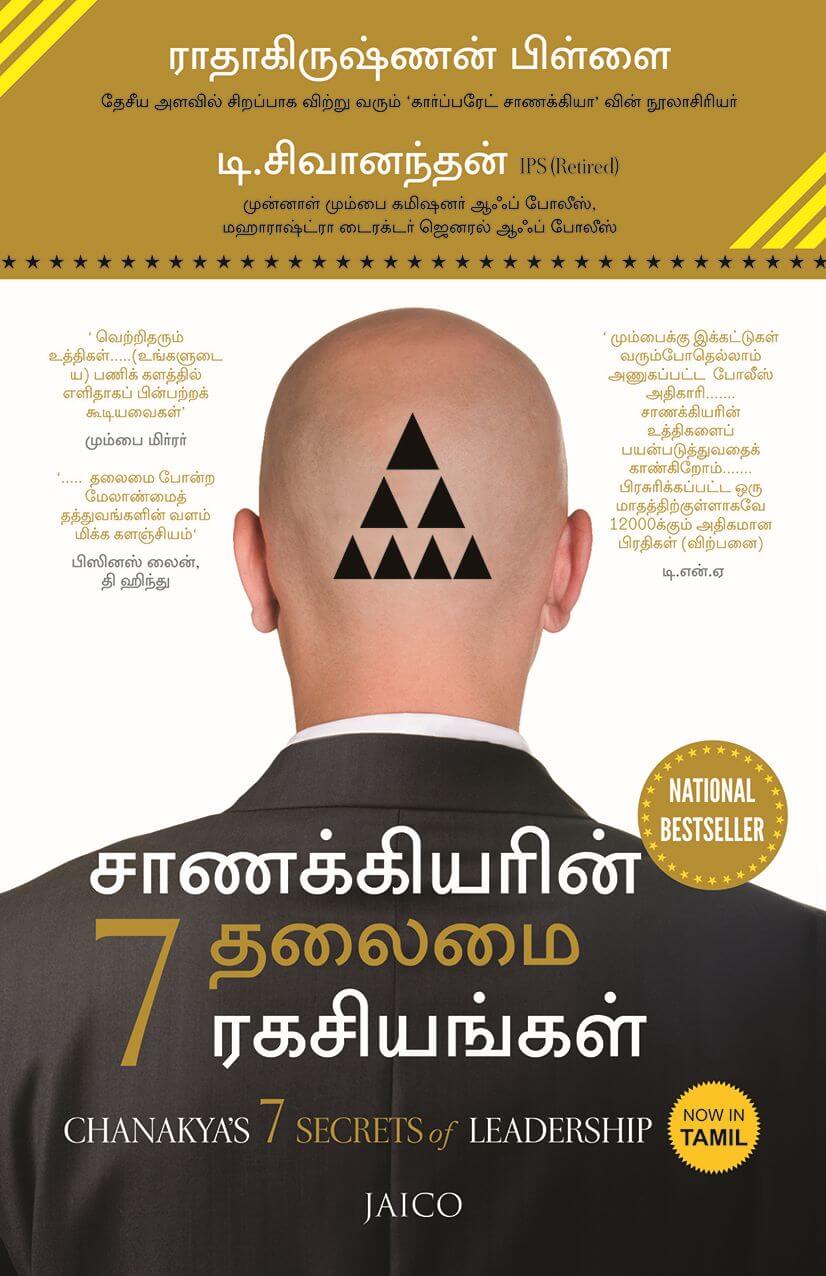 ராதாகிருஷ்ணன் பிள்ளை
தேசீய அளவில் சிறப்பாக விற்று வரும் ‘கார்ப்பரேட் சாணக்கியா’ வின் நூலாசிரியர்
டி.சிவானந்தன் IPS (Retired)
முன்னாள் மும்பை கமிஷனர் ஆஃப் போலீஸ்,
மஹாராஷ்ட்ரா டைரக்டர் ஜெனரல் ஆஃப் போலீஸ்
‘ வெற்றிதரும்
உத்திகள்.....(உங்களுடை
ய) பணிக் களத்தில்
எளிதாகப் பின்பற்றக்
கூடியவைகள்’
மும்பை மிர்ரர்
‘..... தலைமை போன்ற
மேலாண்மைத்
தத்துவங்களின் வளம்
மிக்க களஞ்சியம்‘
பிஸினஸ் லைன்,
தி ஹிந்து
‘ மும்பைக்கு இக்கட்டுகள்
வரும்போதெல்லாம்
அணுகப்பட்ட போலீஸ்
அதிகாரி.......
சாணக்கியரின்
உத்திகளைப்
பயன்படுத்துவதைக்
காண்கிறோம்.......
பிரசுரிக்கப்பட்ட ஒரு
மாதத்திற்குள்ளாகவே
12000க்கும் அதிகமான
பிரதிகள் (விற்பனை)
டி.என்.ஏ
NATIONAL
BESTSELLER
சாணக்கியரின்
7 தலைமை
ரகசியங்கள்
CHANAKYA'S 7 SECRETS of LEADERSHIP
NOW IN
TAMIL
JAICO